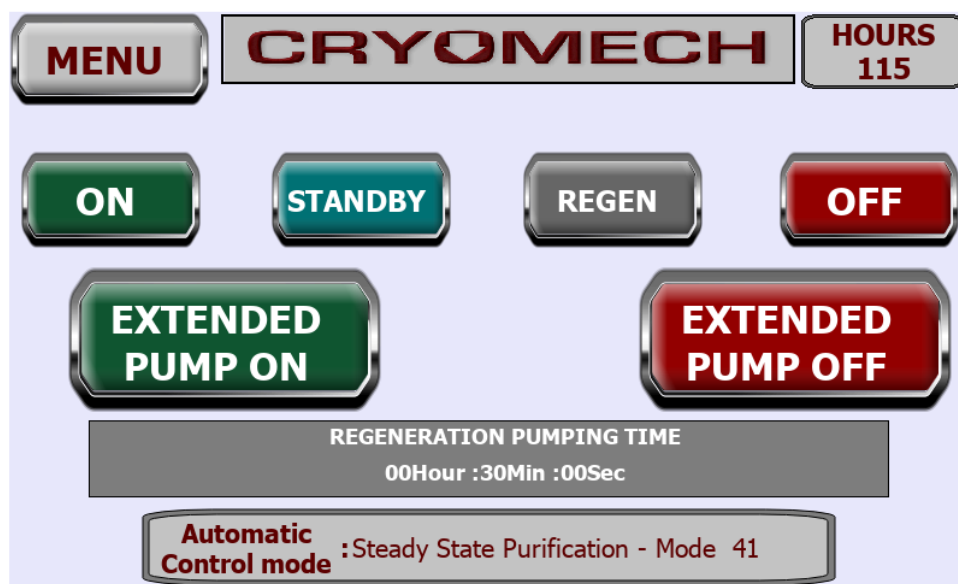 MENU
CRYOMECH
HOURS
115
ON
STANDBY
REGEN
OFF
EXTENDED
PUMP ON
EXTENDED
PUMP OFF
REGENERATION PUMPING TIME
00Hour :30Min :00Sec
Automatic
Control mode
:Steady State Purification - Mode 41